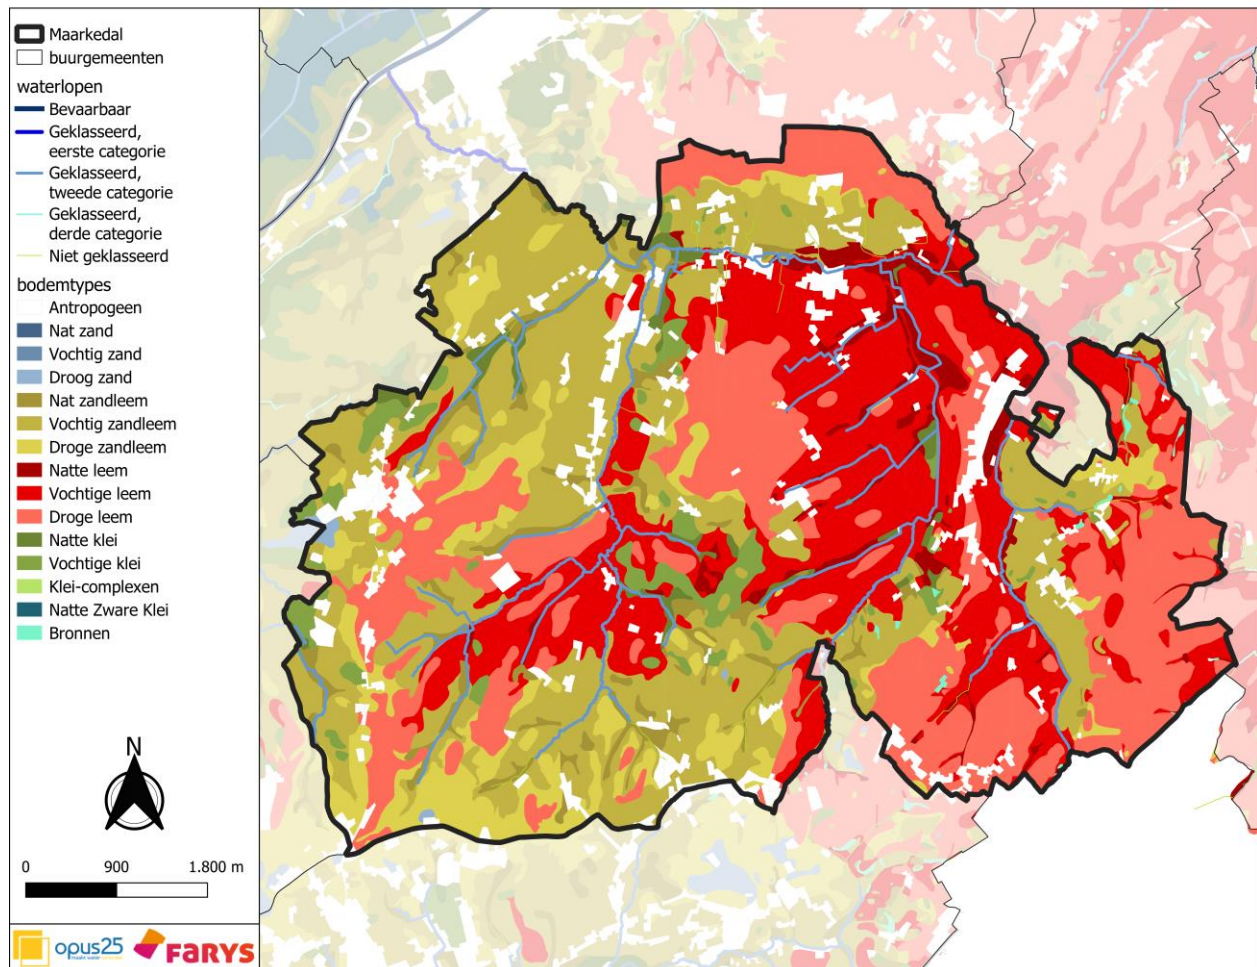 Maarkedal
buurgemeenten
waterlopen
Bevaarbaar
Geklasseerd,
eerste categorie
Geklasseerd,
tweede categorie
Geklasseerd,
derde categorie
Niet geklasseerd
bodemtypes
Antropogeen
Nat zand
Vochtig zand
Droog zand
Nat zandleem
Vochtig zandleem
Droge zandleem
Natte leem
Vochtige leem
Droge leem
Natte klei
Vochtige klei
Klei-complexen
Natte Zware Klei
Bronnen
N
0 900 1.800 m
opus25 FARYS